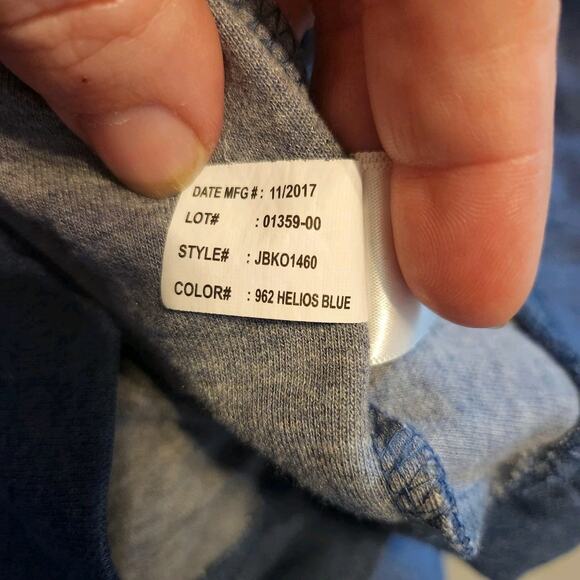 DATE MFG # : 11/2017
LOT# : 01359-00
STYLE# : JBKO1460
COLOR# : 962 HELIOS BLUE